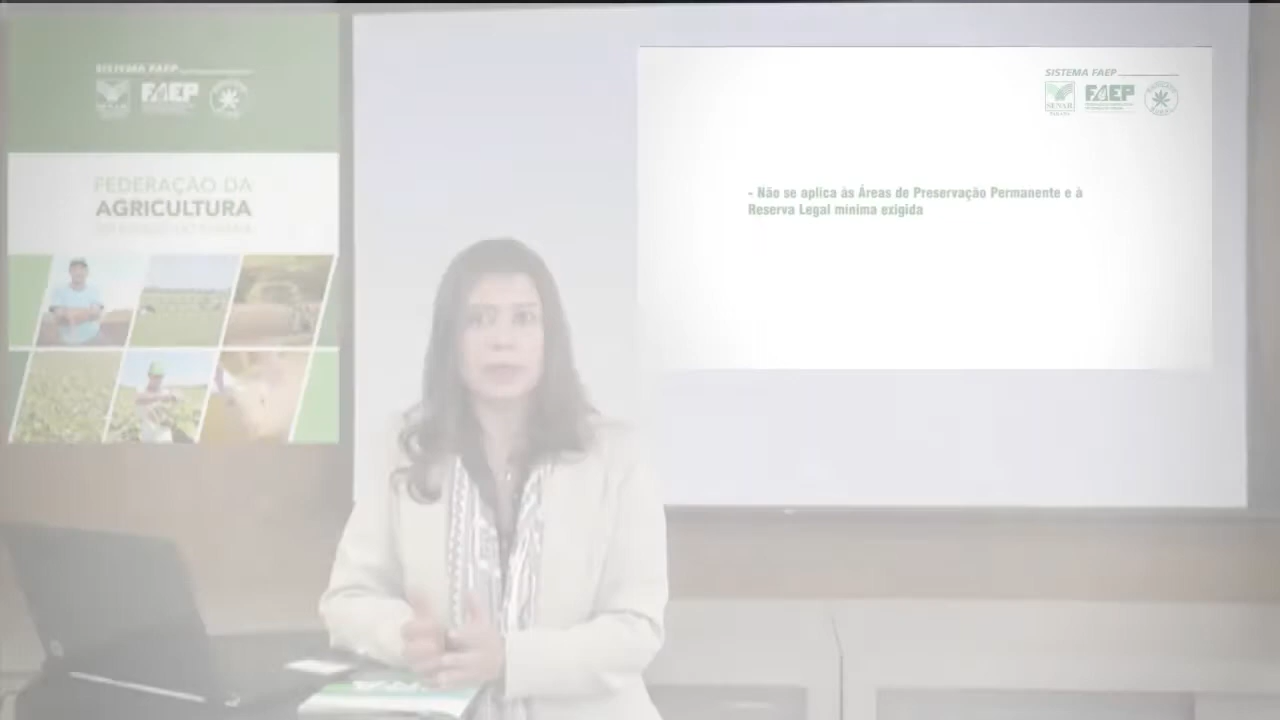 SISTEMA FAEP
FAEP
FEDERAÇÃO DA
AGRICULTURA
SISTEMA FAEP
SENAR
FAEP
- Não se aplica às Áreas de Preservação Permanente e à
Reserva Legal mínima exigida